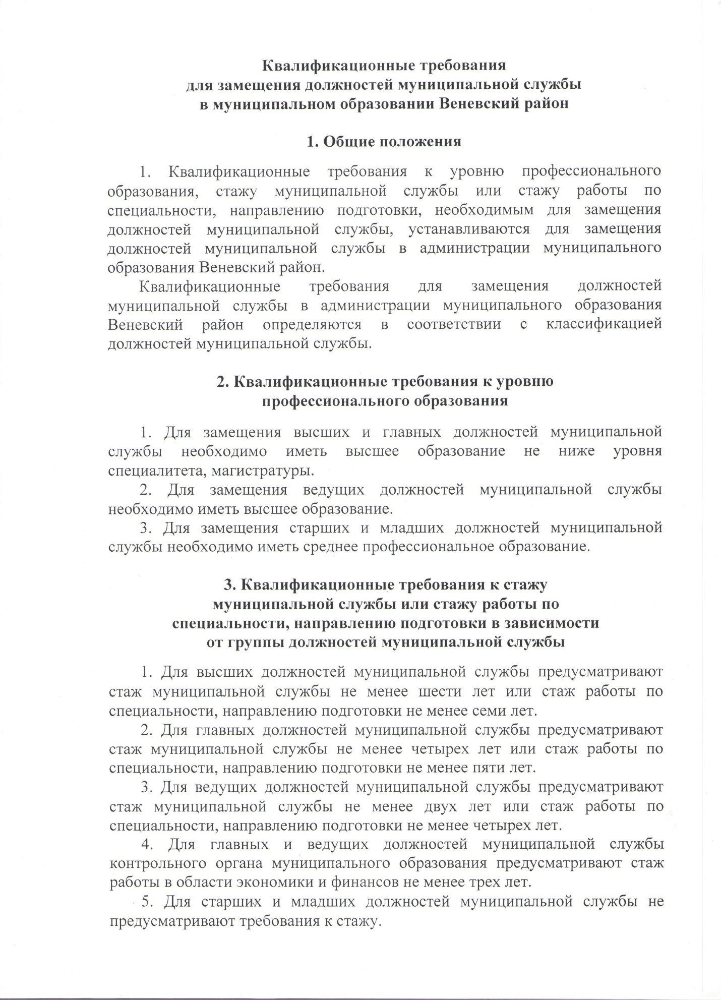 Квалификационные требования
для замещения должностей муниципальной службы
в муниципальном образовании Веневский район
1. Общие положения
1. Квалификационные требования к уровню профессионального
образования, стажу муниципальной службы или стажу работы по
специальности, направлению подготовки, необходимым для замещения
должностей муниципальной службы, устанавливаются для замещения
должностей муниципальной службы в администрации муниципального
образования Веневский район.
Квалификационные требования для замещения должностей
муниципальной службы в администрации муниципального образования
Веневский район определяются в соответствии с классификацией
должностей муниципальной службы.
2. Квалификационные требования к уровню
профессионального образования
1. Для замещения высших и главных должностей муниципальной
службы необходимо иметь высшее образование не ниже уровня
специалитета, магистратуры.
2. Для замещения ведущих должностей муниципальной службы
необходимо иметь высшее образование.
3. Для замещения старших и младших должностей муниципальной
службы необходимо иметь среднее профессиональное образование.
3. Квалификационные требования к стажу
муниципальной службы или стажу работы по
специальности, направлению подготовки в зависимости
от группы должностей муниципальной службы
1. Для высших должностей муниципальной службы предусматривают
стаж муниципальной службы не менее шести лет или стаж работы по
специальности, направлению подготовки не менее семи лет.
2. Для главных должностей муниципальной службы предусматривают
стаж муниципальной службы не менее четырех лет или стаж работы по
специальности, направлению подготовки не менее пяти лет.
3. Для ведущих должностей муниципальной службы предусматривают
стаж муниципальной службы не менее двух лет или стаж работы по
специальности, направлению подготовки не менее четырех лет.
4. Для главных и ведущих должностей муниципальной службы
контрольного органа муниципального образования предусматривают стаж
работы в области экономики и финансов не менее трех лет.
5. Для старших и младших должностей муниципальной службы не
предусматривают требования к стажу.